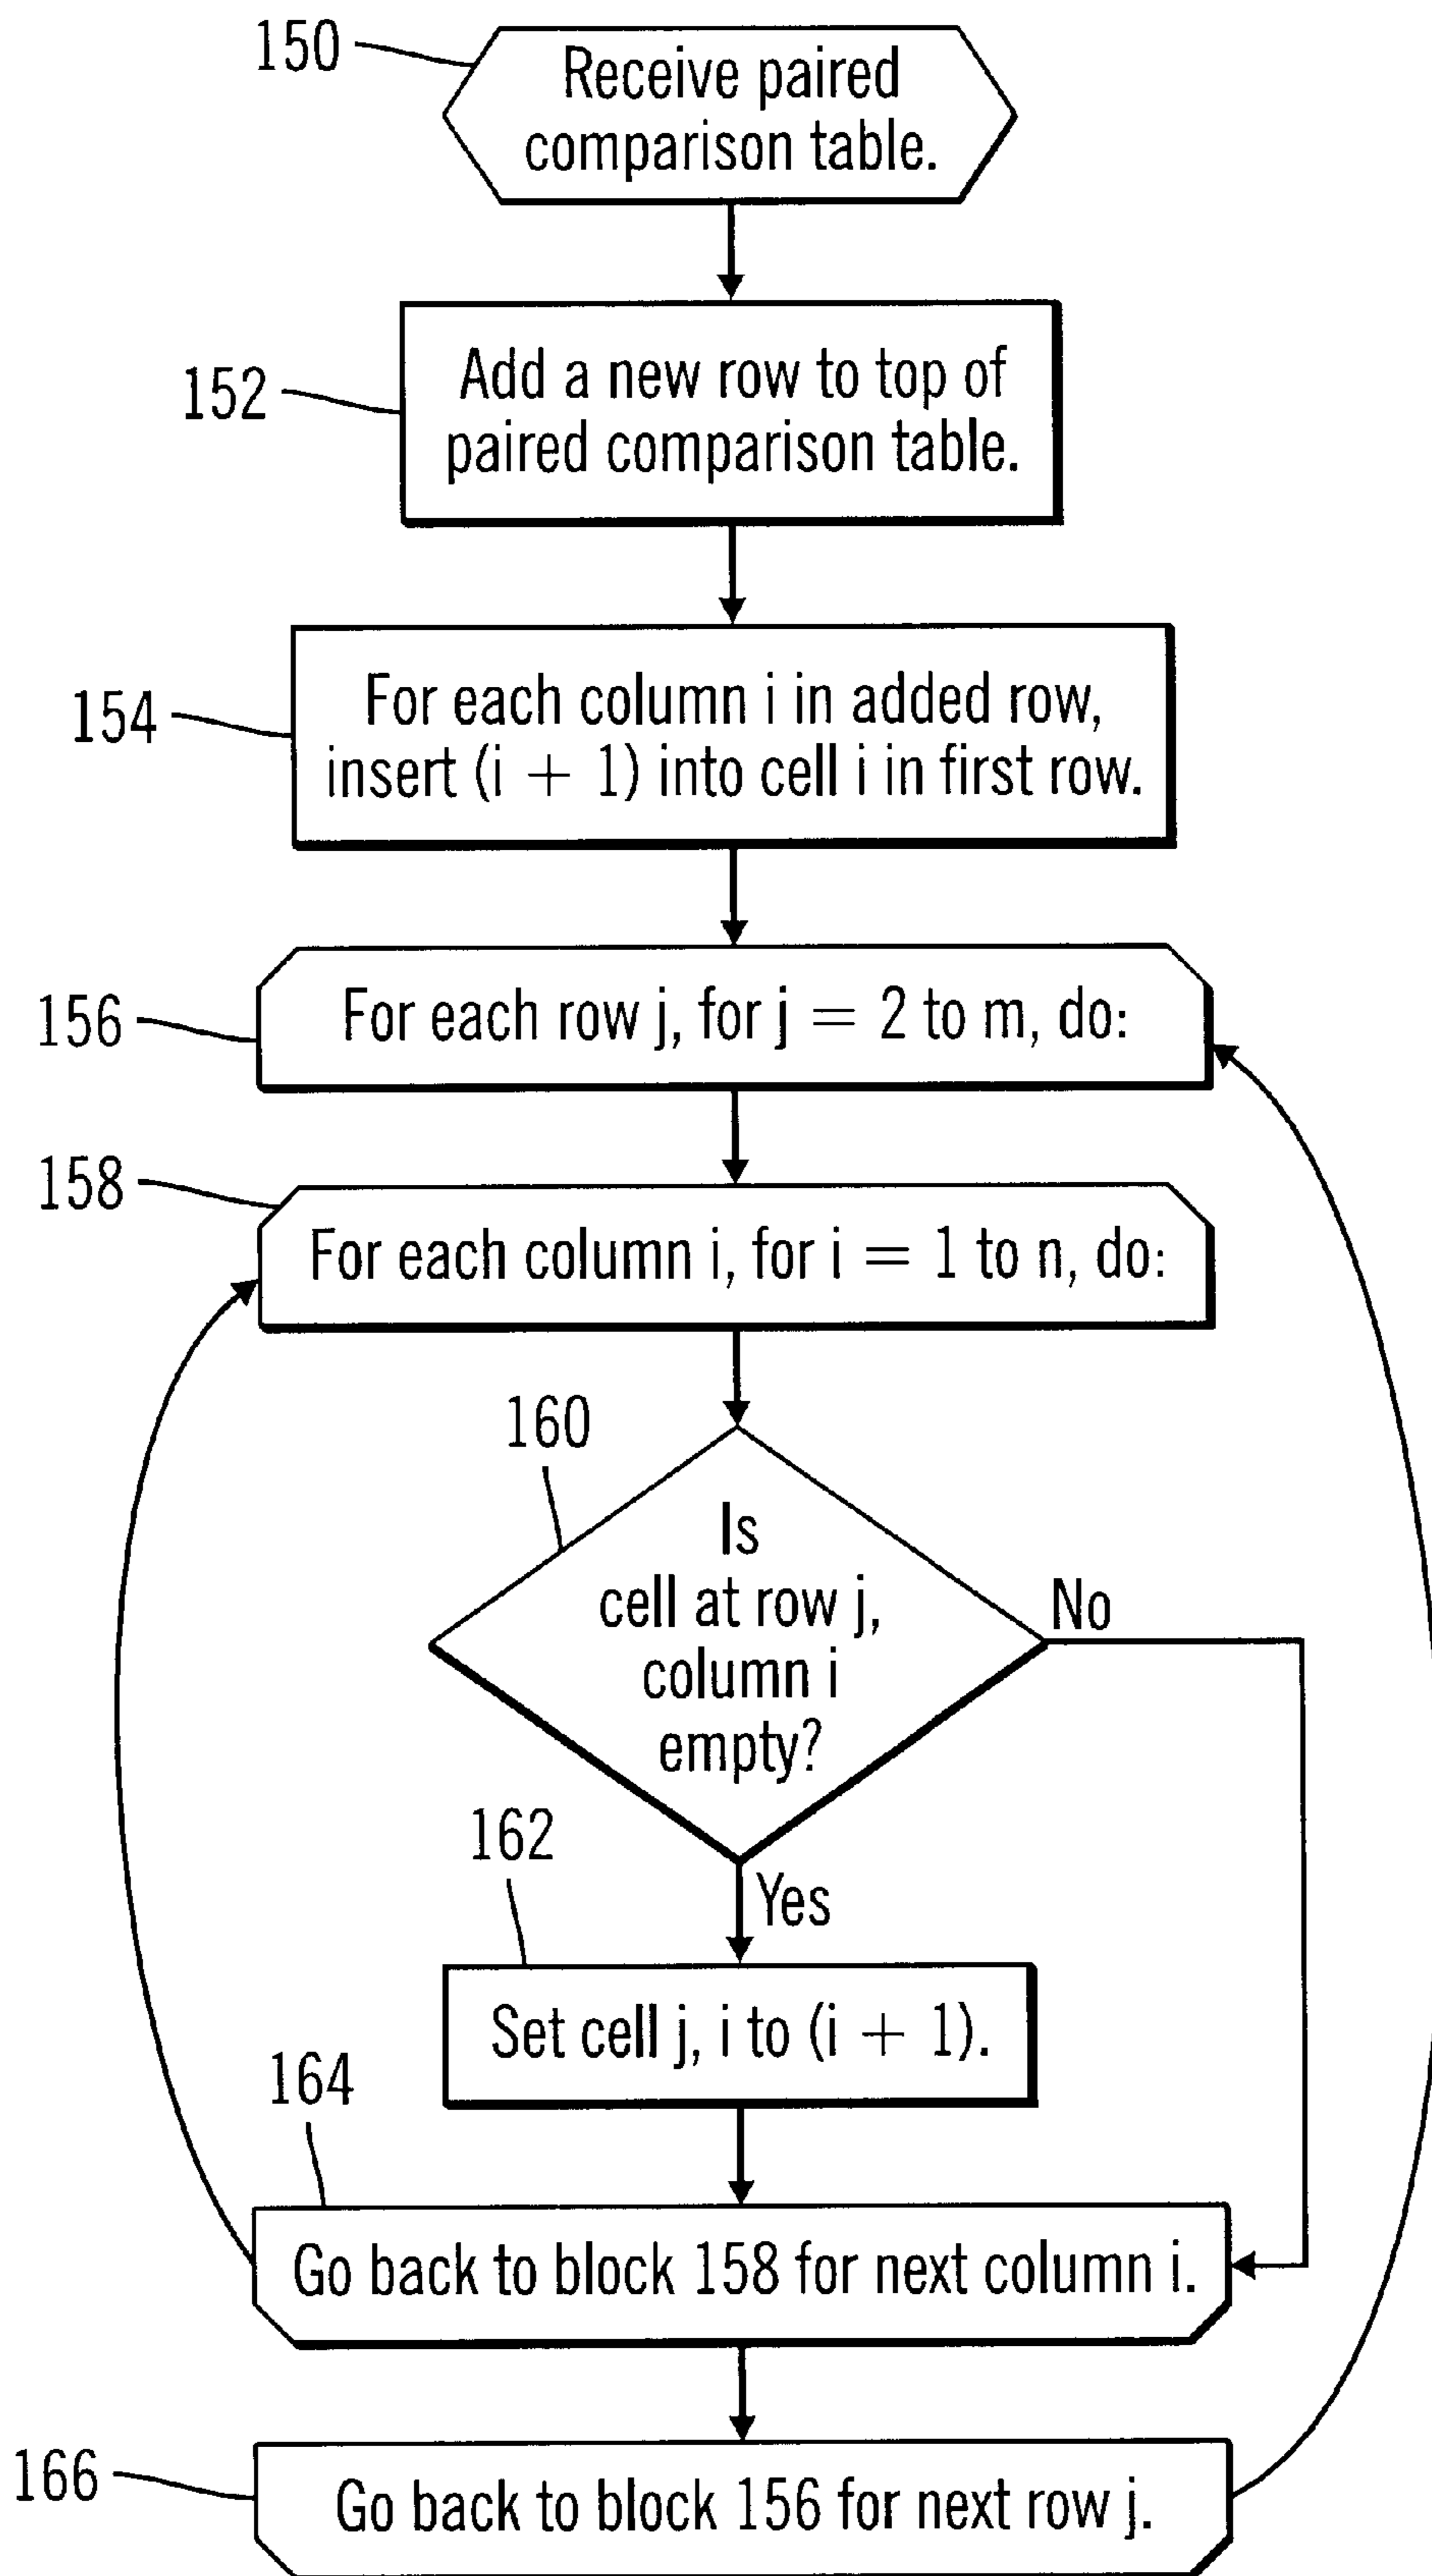 150
Receive paired
comparison table.
152
Add a new row to top of
paired comparison table.
154
For each column i in added row,
insert (i + 1) into cell i in first row.
156
For each row j, for j = 2 to m, do:
158
For each column i, for i = 1 to n, do:
160
Is
cell at row j,
column i
empty?
No
162
Yes
Set cell j, i to (i + 1).
164
Go back to block 158 for next column i.
166
Go back to block 156 for next row j.